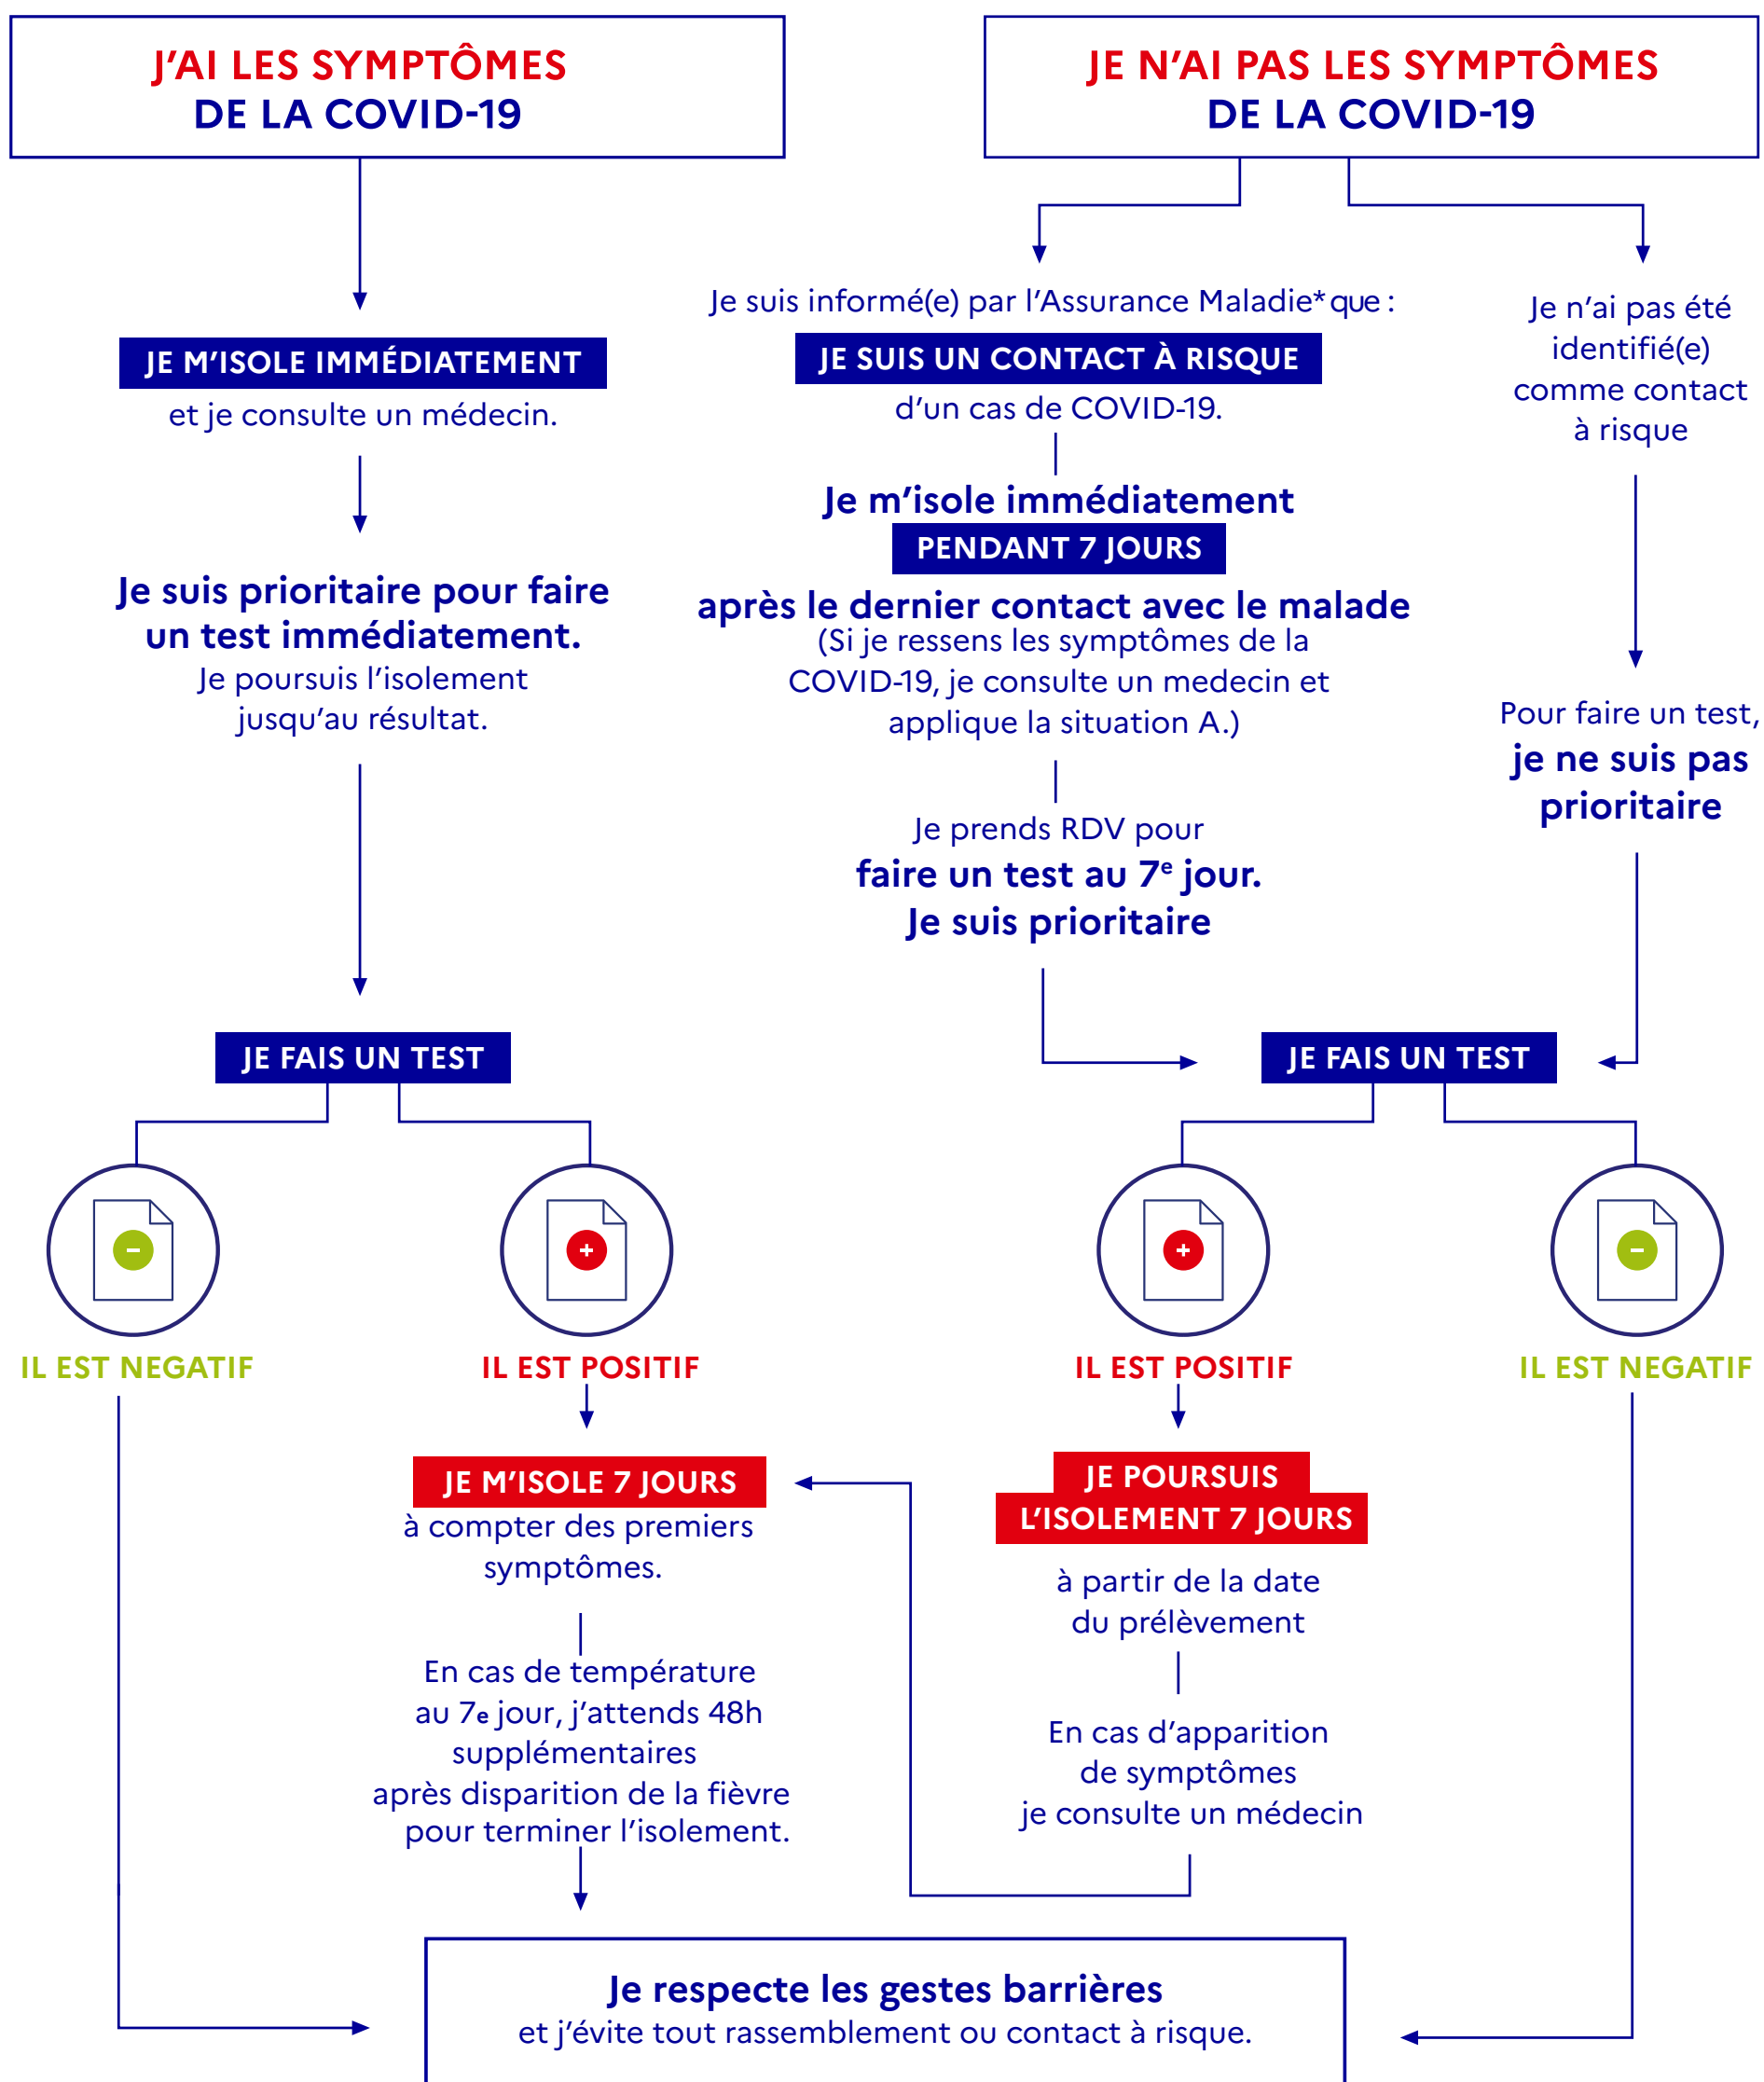 J'AI LES SYMPTÔMES
DE LA COVID-19
JE M'ISOLE IMMÉDIATEMENT
et je consulte un médecin.
Je suis prioritaire pour faire
un test immédiatement.
Je poursuis l'isolement
jusqu'au résultat.
JE FAIS UN TEST
-
IL EST NEGATIF
+
IL EST POSITIF
JE M'ISOLE 7 JOURS
à compter des premiers
symptômes.
En cas de température
au 7e jour, j'attends 48h
supplémentaires
après disparition de la fièvre
pour terminer l'isolement.
JE N'AI PAS LES SYMPTÔMES
DE LA COVID-19
Je suis informé(e) par l'Assurance Maladie* que :
JE SUIS UN CONTACT À RISQUE
d'un cas de COVID-19.
Je m'isole immédiatement
PENDANT 7 JOURS
après le dernier contact avec le malade
(Si je ressens les symptômes de la
COVID-19, je consulte un medecin et
applique la situation A.)
Je prends RDV pour
faire un test au 7e jour.
Je suis prioritaire
Je n'ai pas été
identifié(e)
comme contact
à risque
Pour faire un test,
je ne suis pas
prioritaire
JE FAIS UN TEST
+
IL EST POSITIF
-
IL EST NEGATIF
JE POURSUIS
L'ISOLEMENT 7 JOURS
à partir de la date
du prélèvement
En cas d'apparition
de symptômes
je consulte un médecin
Je respecte les gestes barrières
et j'évite tout rassemblement ou contact à risque.